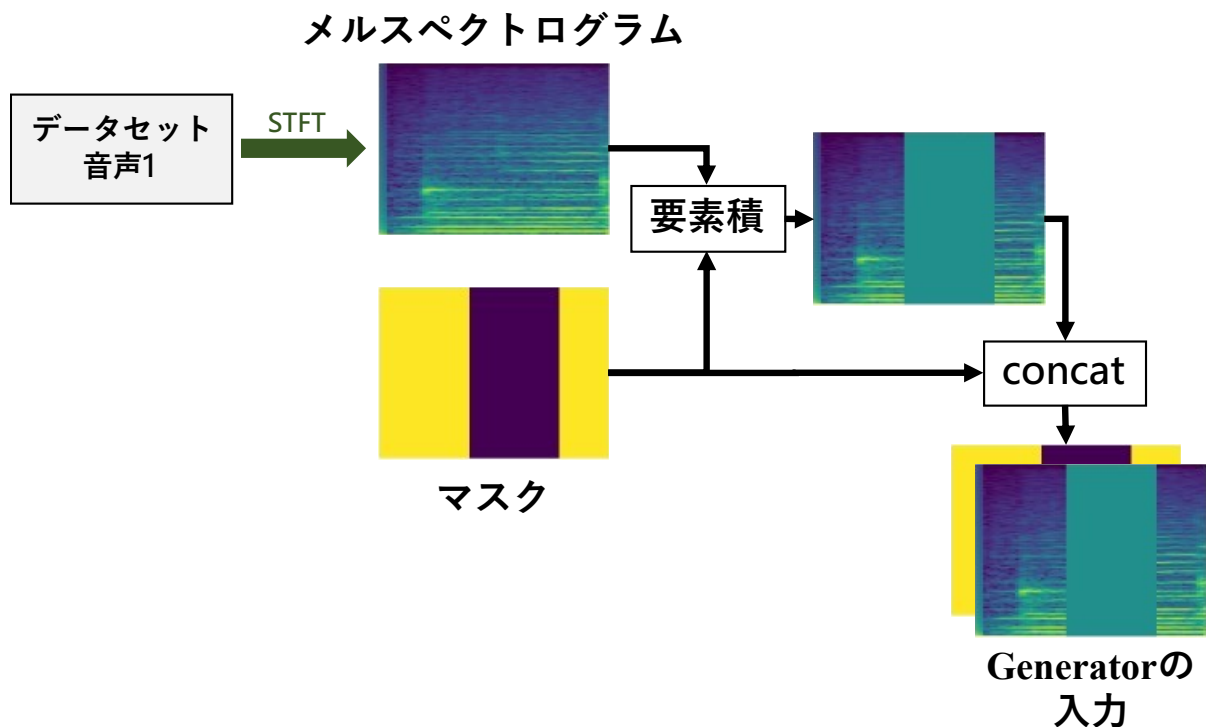 メルスペクトログラム
データセット
音声1
STFT
要素積
マスク
concat
Generatorの
入力